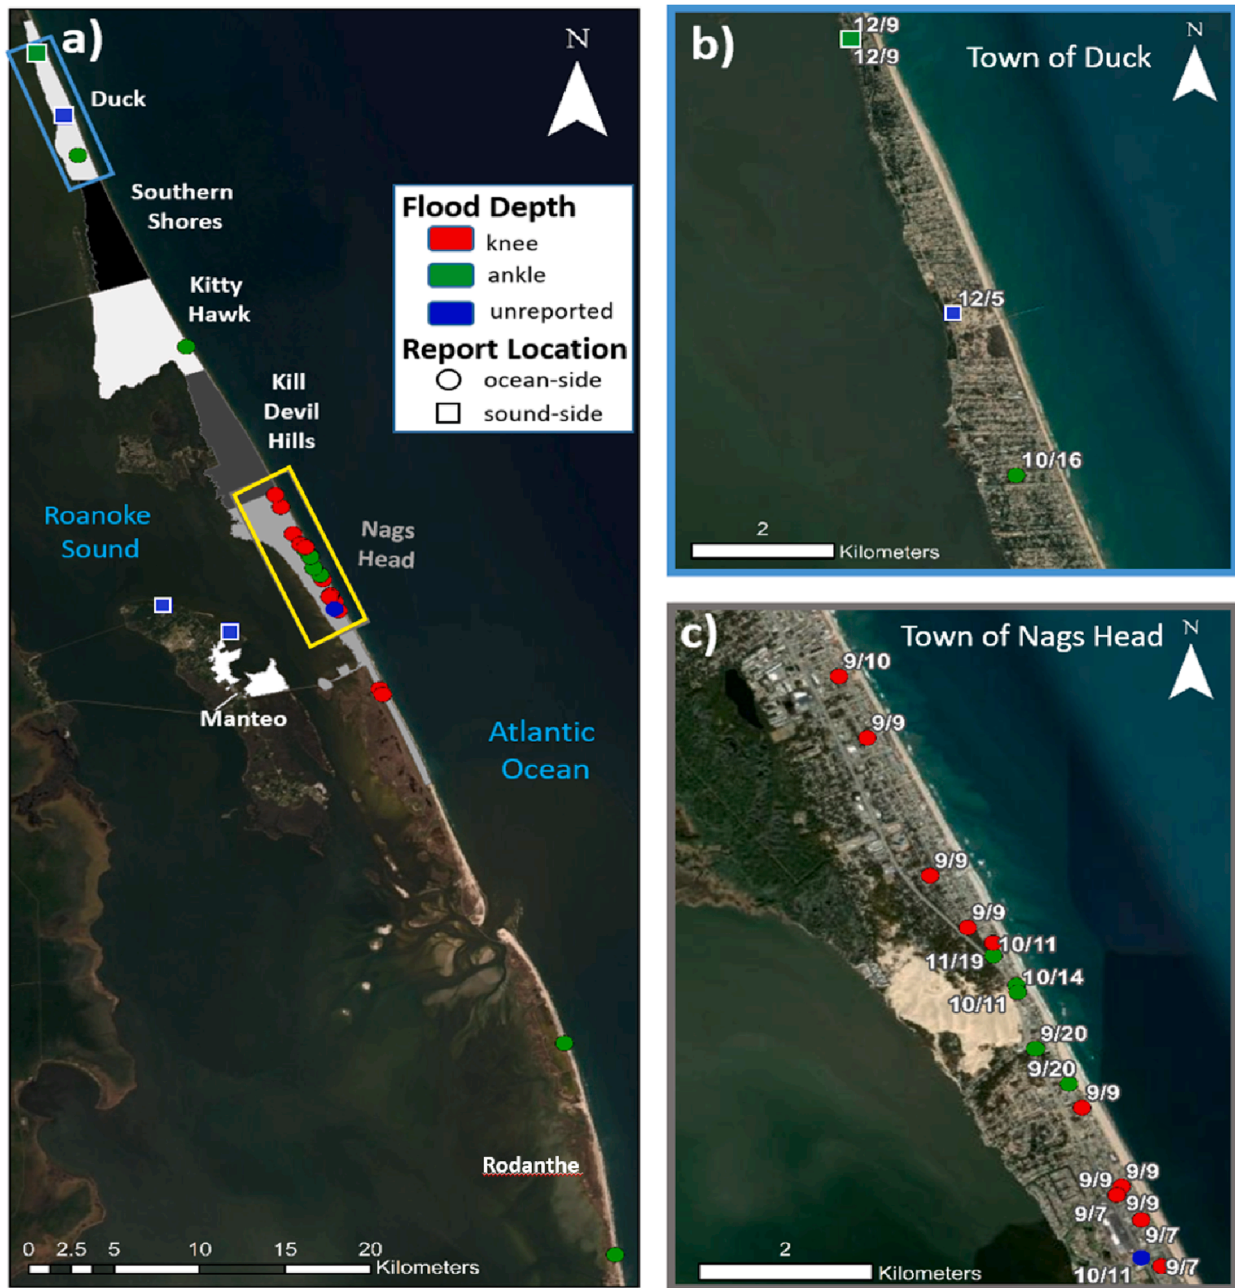 a)
N
Duck
Southern
Shores
Kitty
Hawk
Kill
Devil
Hills
Nags
Head
Roanoke
Sound
Manteo
Atlantic
Ocean
Rodanthe
Flood Depth
knee
ankle
unreported
Report Location
ocean-side
sound-side
0 2.5 5 10 15 20
Kilometers
b)
Town of Duck
N
12/9
12/9
12/5
10/16
2
Kilometers
c)
Town of Nags Head
N
9/10
9/9
9/9
9/9
10/11
11/19
10/14
10/11
9/20
9/20
9/9
9/9
9/9
9/9
9/7
9/7
9/7
10/11
2
Kilometers